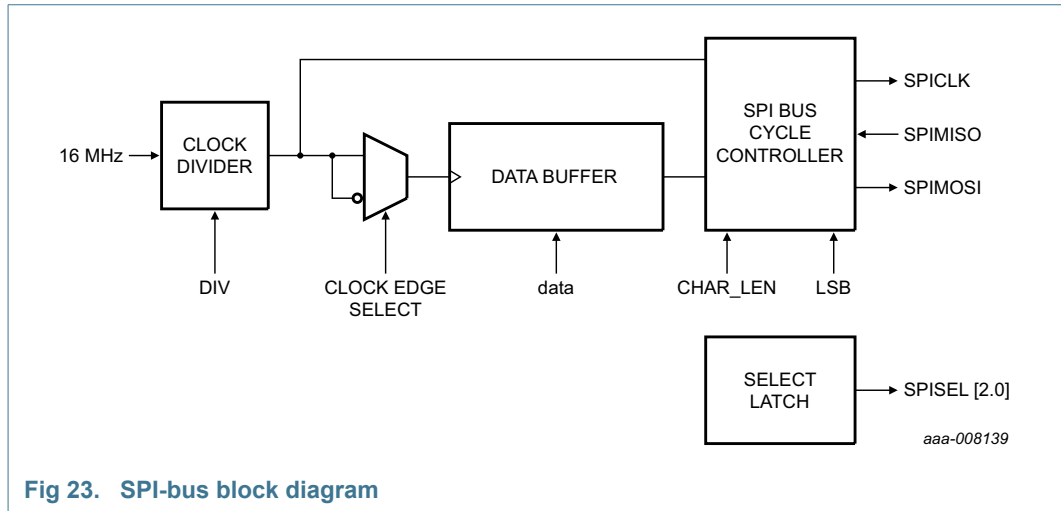 16 MHz
CLOCK
DIVIDER
DIV
CLOCK EDGE
SELECT
DATA BUFFER
data
SPI BUS
CYCLE
CONTROLLER
CHAR_LEN
LSB
SPICLK
SPIMISO
SPIMOSI
SELECT
LATCH
SPISEL [2.0]
aaa-008139
Fig 23. SPI-bus block diagram